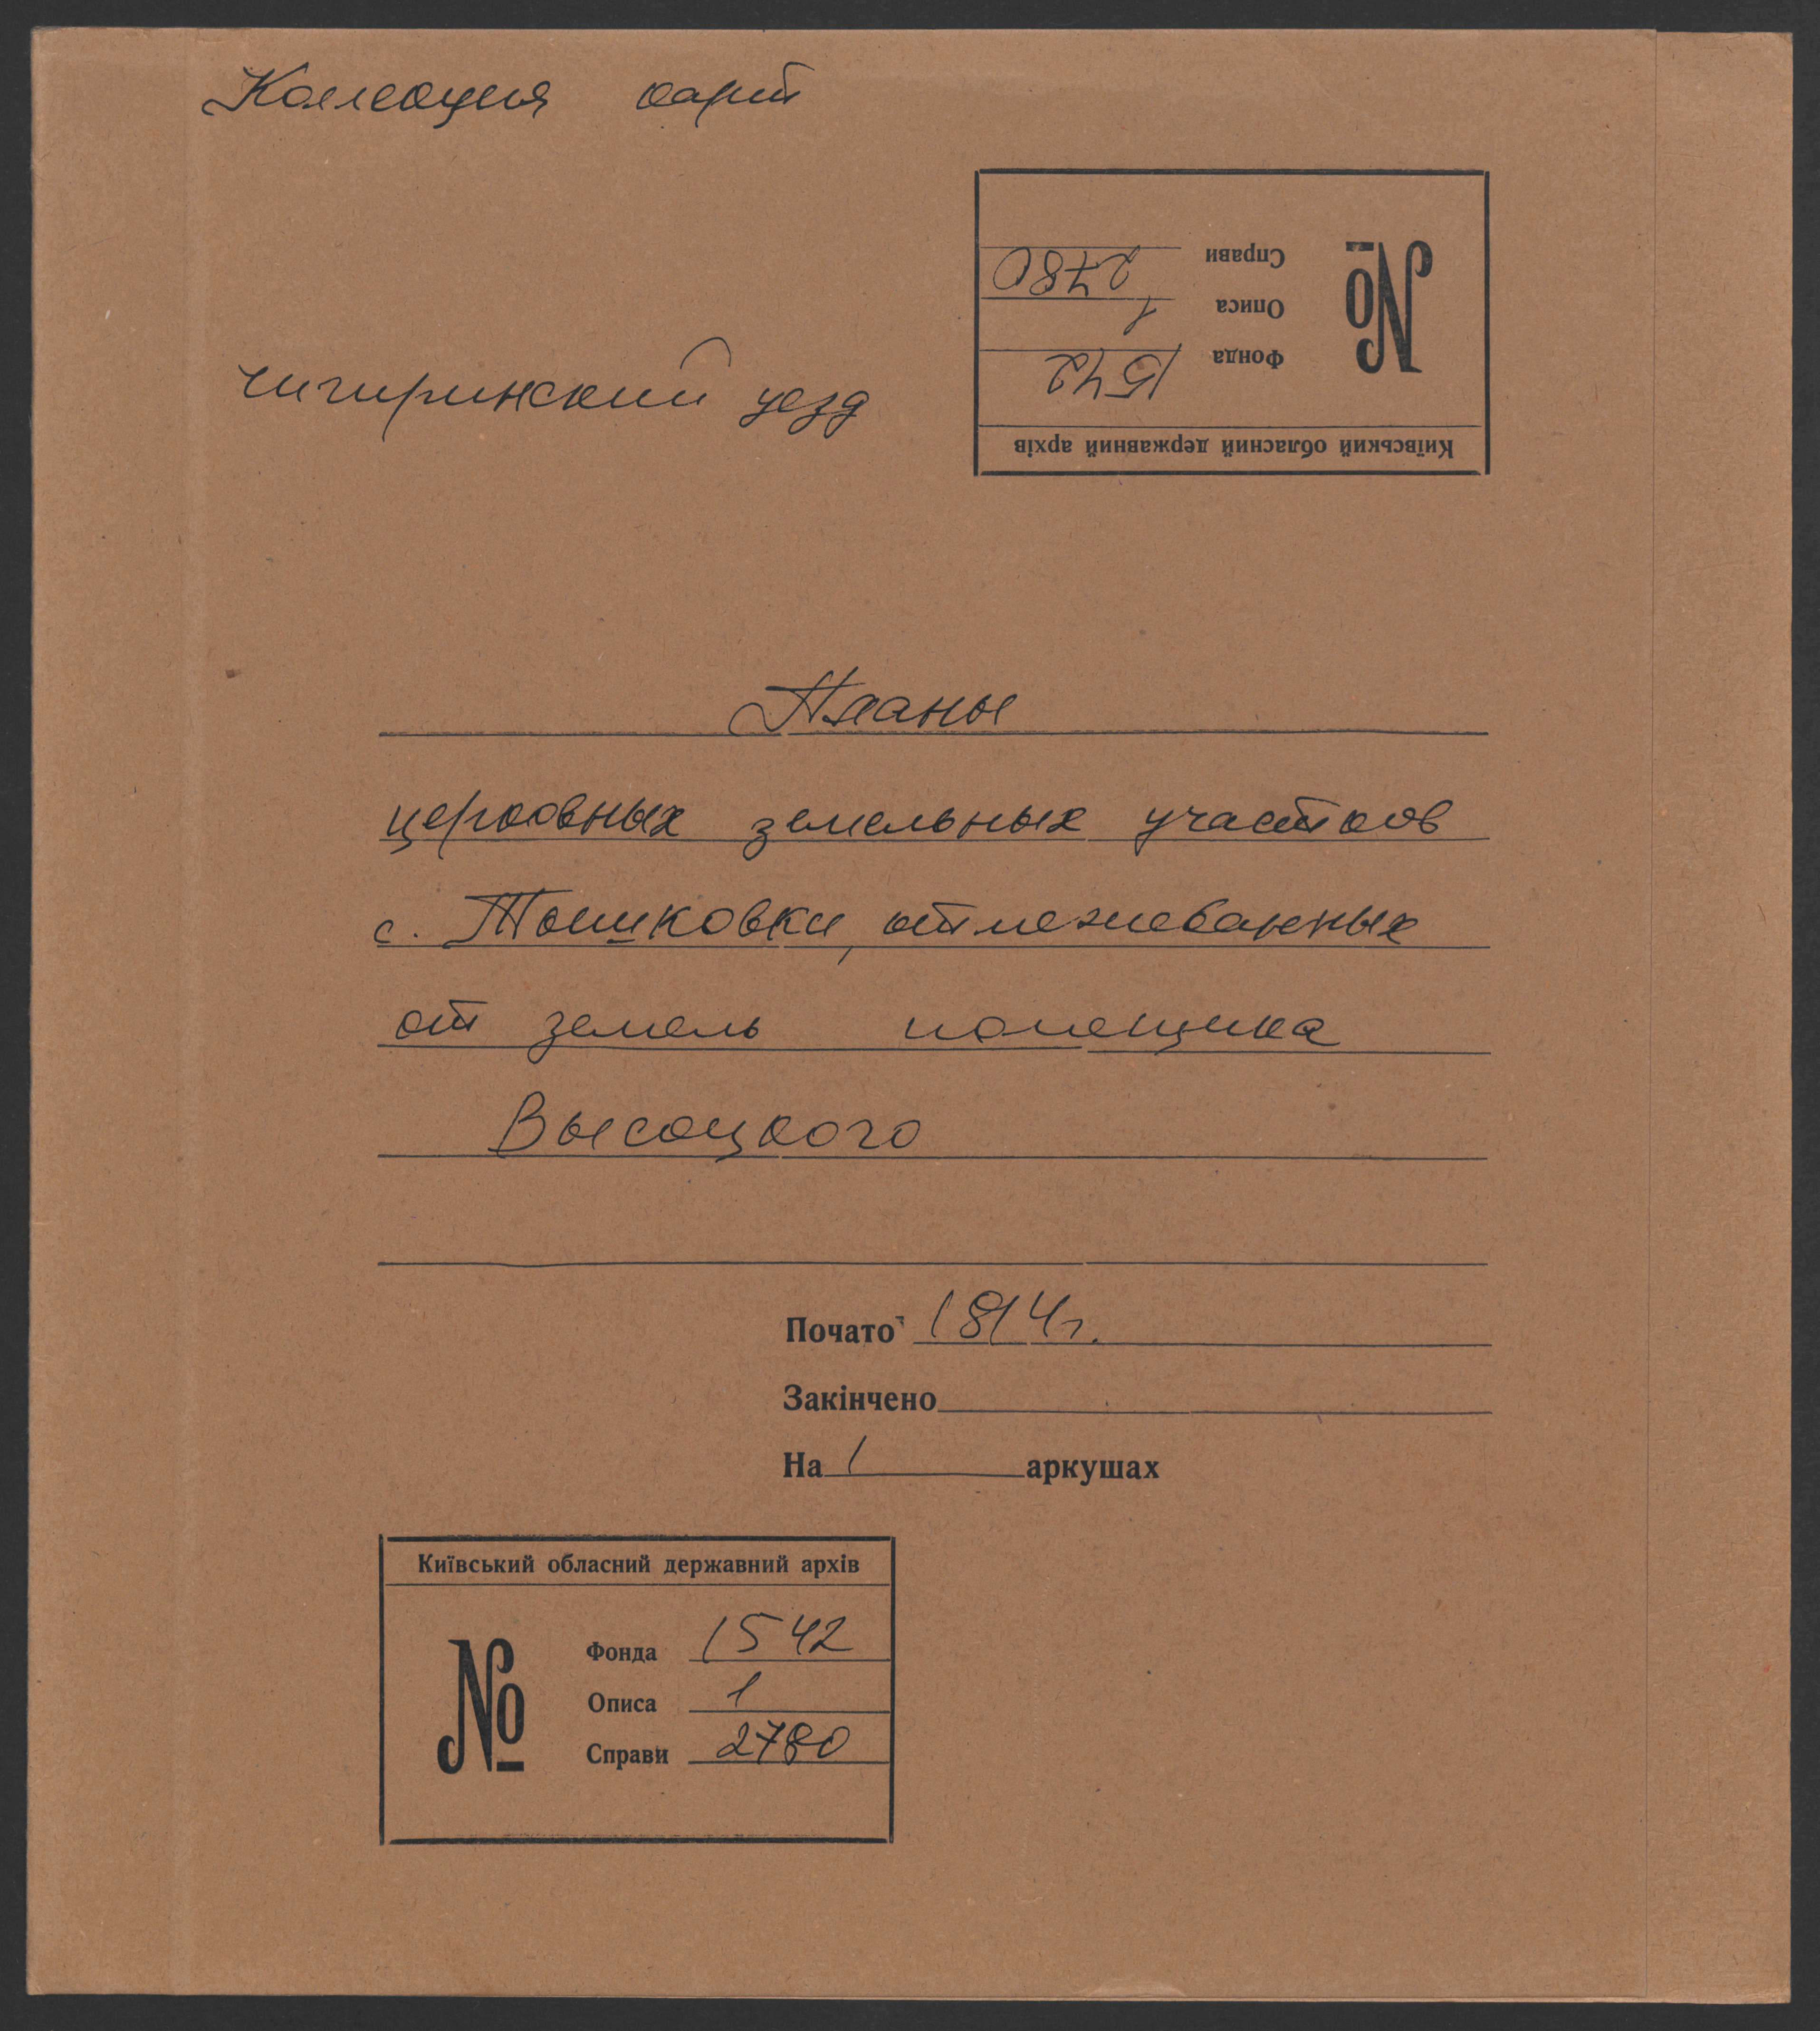 Коллекция карт
Справи 2780
Описа 1
Фонда 1542
№
Київський обласний державний архів
Чигиринский уезд
Планы
церковных земельных участков
с. Тошковки, отмежеванных
от земель помещика
Высоцкого
Почато 1814г.
Закінчено
На 1 аркушах
Київський обласний державний архів
№
Фонда 1542
Описа 1
Справи 2780